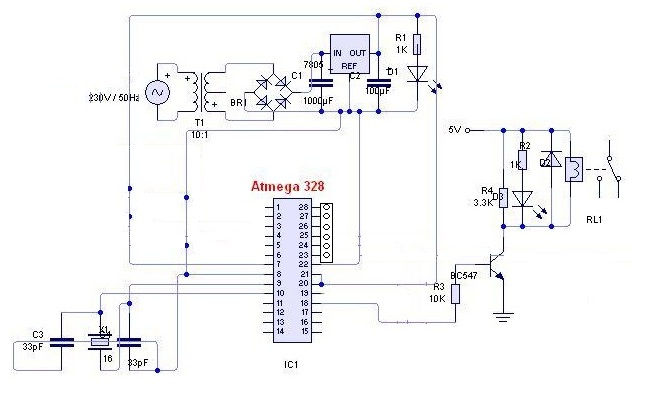 R1
1K
IN OUT
REF
7805
C1
C2
D1
1000µF
100µF
230V / 50Hz
BR1
T1
10:1
5V
R2
1K
D2
R4
3.3K
D3
RL1
Atmega 328
1 28
2 27
3 26
4 25
5 24
6 23
7 22
8 21
9 20
10 19
11 18
12 17
13 16
14 15
IC1
BC547
R3
10K
C3
33pF
X1
16
33pF